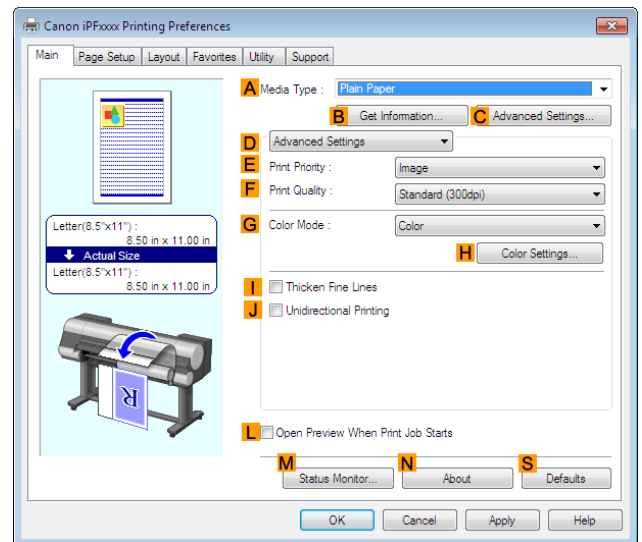 Canon iPFxxxx Printing Preferences
Main Page Setup Layout Favorites Utility Support
A Media Type : Plain Paper
B Get Information... C Advanced Settings...
D Advanced Settings
E Print Priority : Image
F Print Quality : Standard (300dpi)
G Color Mode : Color
H Color Settings...
I Thicken Fine Lines
J Unidirectional Printing
Letter(8.5"x11") :
8.50 in x 11.00 in
Actual Size
Letter(8.5"x11") :
8.50 in x 11.00 in
R
L Open Preview When Print Job Starts
M Status Monitor... N About S Defaults
OK Cancel Apply Help